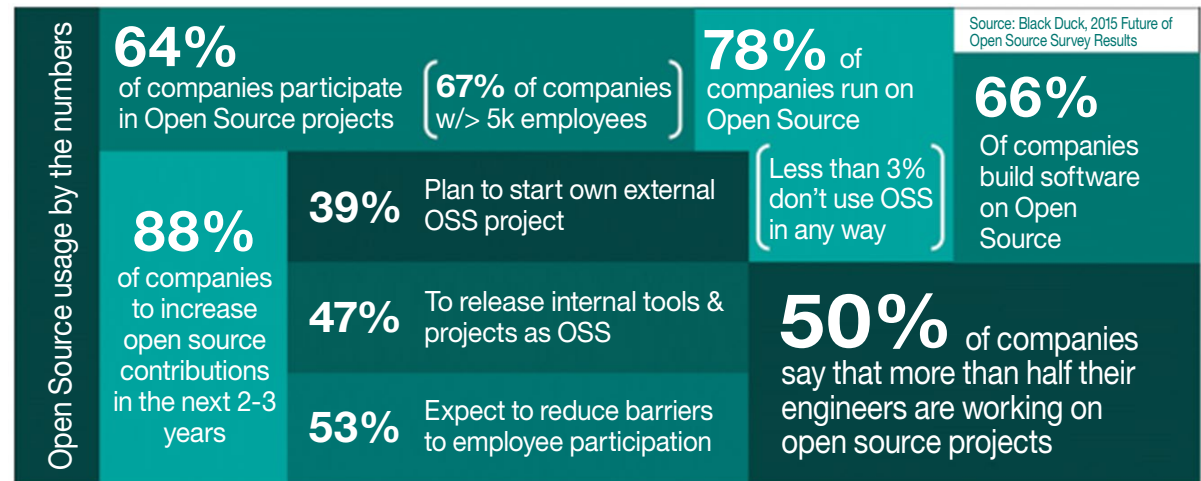 Open Source usage by the numbers
64%
of companies participate
in Open Source projects
67% of companies
w/> 5k employees
78% of
companies run on
Open Source
Less than 3%
don't use OSS
in any way
Source: Black Duck, 2015 Future of
Open Source Survey Results
66%
Of companies
build software
on Open
Source
88%
of companies
to increase
open source
contributions
in the next 2-3
years
39%
Plan to start own external
OSS project
47%
To release internal tools &
projects as OSS
53%
Expect to reduce barriers
to employee participation
50% of companies
say that more than half their
engineers are working on
open source projects